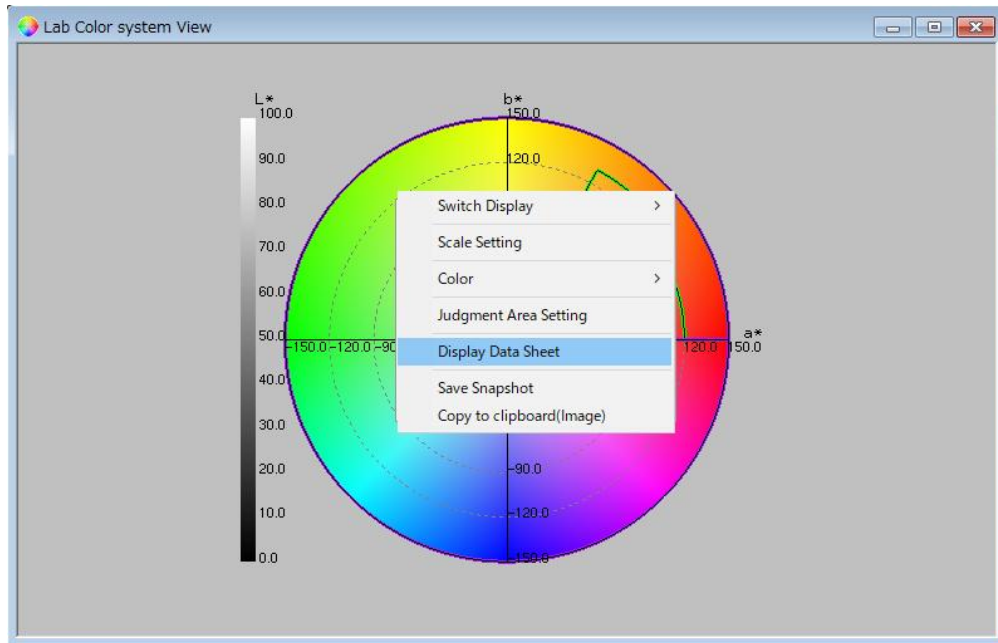 Lab Color system View
L*
100.0
90.0
80.0
70.0
60.0
50.0
40.0
30.0
20.0
10.0
0.0
b*
150.0
120.0
Switch Display
Scale Setting
Color
Judgment Area Setting
Display Data Sheet
Save Snapshot
Copy to clipboard(Image)
-150.0
-120.0
-90
120.0
150.0
a*
-90.0
-120.0
-150.0